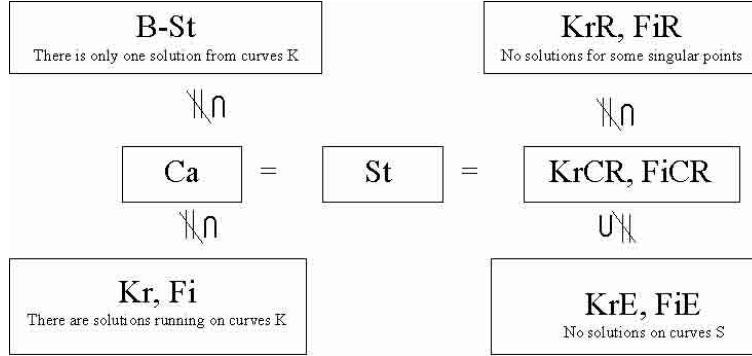 B-St
There is only one solution from curves K
KrR, FiR
No solutions for some singular points
Ca = St = KrCR, FiCR
Kr, Fi
There are solutions running on curves K
KrE, FiE
No solutions on curves S